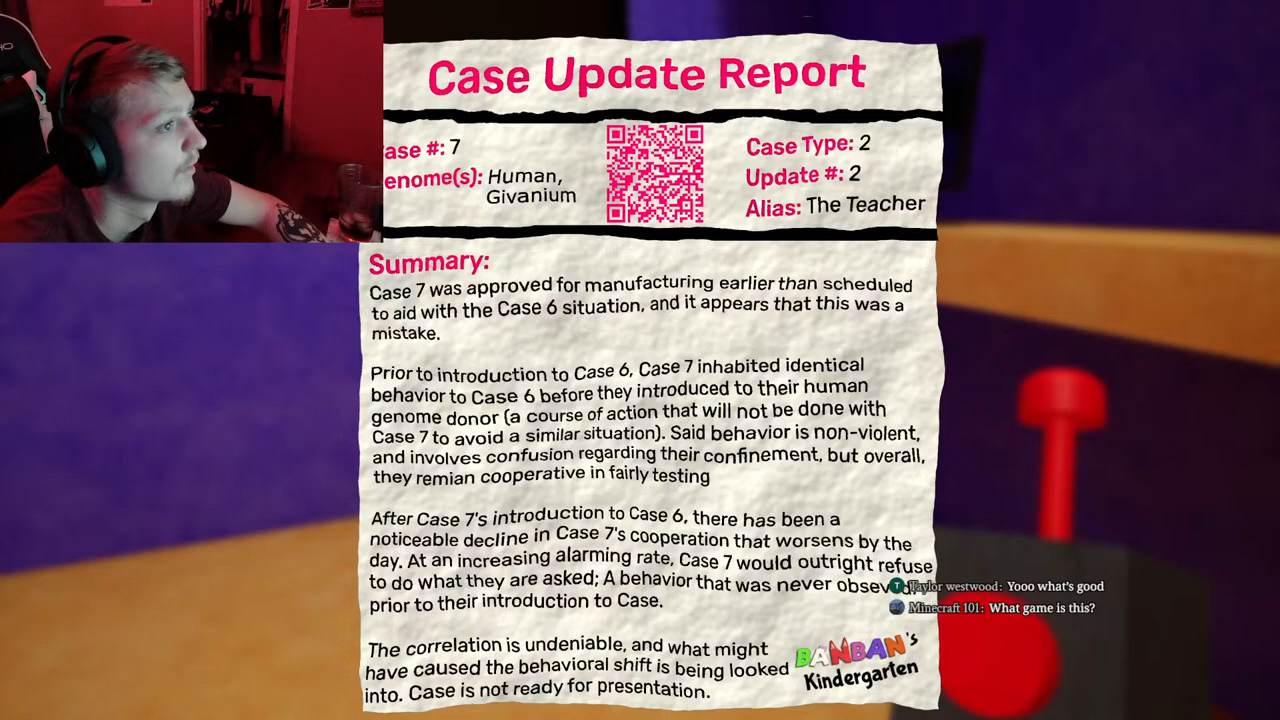 Case Update Report
ase #: 7
enome(s): Human,
Givanium
Case Type: 2
Update #: 2
Alias: The Teacher
Summary:
Case 7 was approved for manufacturing earlier than scheduled
to aid with the Case 6 situation, and it appears that this was a
mistake.
Prior to introduction to Case 6, Case 7 inhabited identical
behavior to Case 6 before they introduced to their human
genome donor (a course of action that will not be done with
Case 7 to avoid a similar situation). Said behavior is non-violent,
and involves confusion regarding their confinement, but overall,
they remian cooperative in fairly testing
After Case 7's introduction to Case 6, there has been a
noticeable decline in Case 7's cooperation that worsens by the
day. At an increasing alarming rate, Case 7 would outright refuse
to do what they are asked; A behavior that was never obsev
prior to their introduction to Case.
The correlation is undeniable, and what might
have caused the behavioral shift is being looked
into. Case is not ready for presentation.
BANBAN's
Kindergarten
T Taylor westwood: Yooo what's good
Minecraft 101: What game is this?